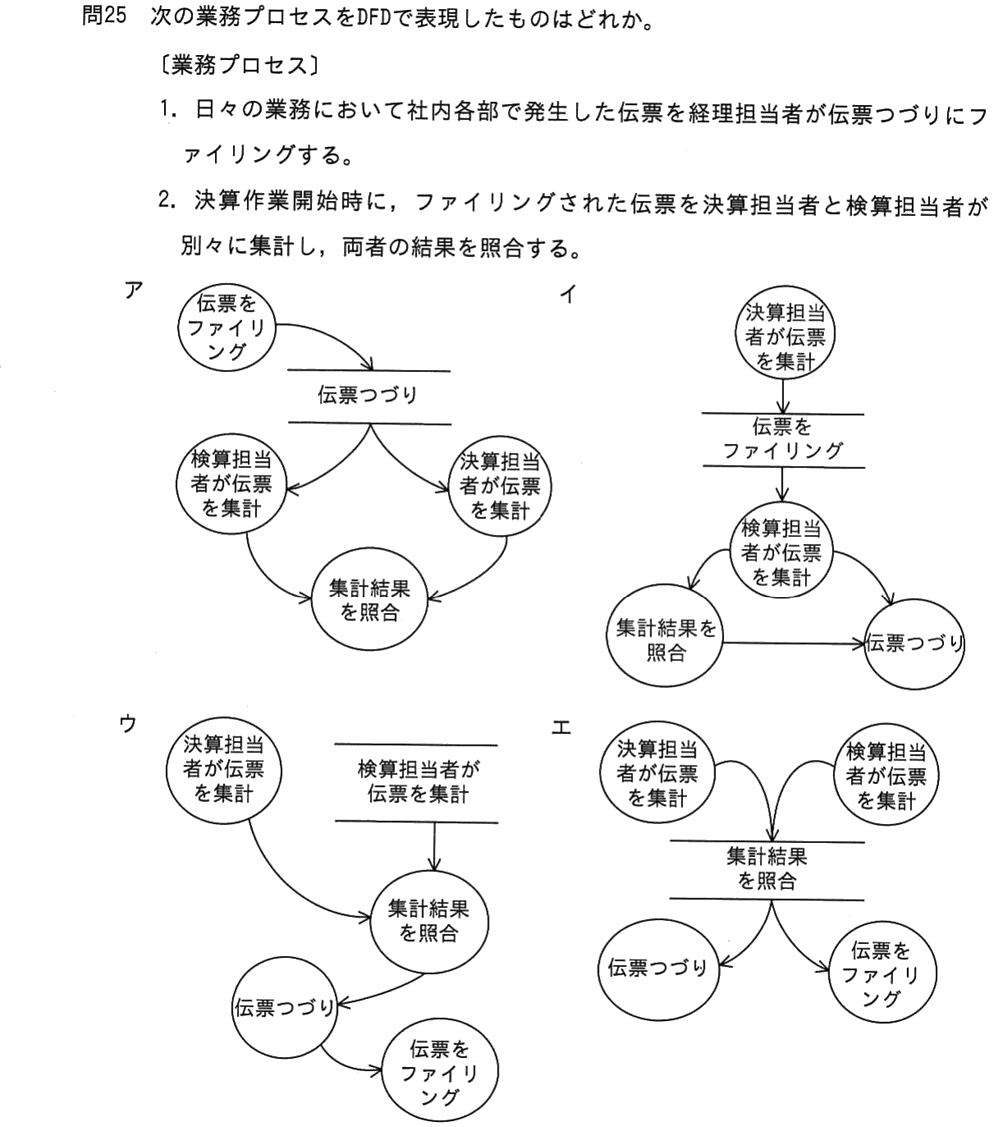 問25 次の業務プロセスをDFDで表現したものはどれか。
〔業務プロセス〕
1. 日々の業務において社内各部で発生した伝票を経理担当者が伝票つづりにフ
ァイリングする。
2. 決算作業開始時に，ファイリングされた伝票を決算担当者と検算担当者が
別々に集計し，両者の結果を照合する。
ア
伝票を
ファイリ
ング
伝票つづり
検算担当
者が伝票
を集計
決算担当
者が伝票
を集計
集計結果
を照合
イ
決算担当
者が伝票
を集計
伝票を
ファイリング
検算担当
者が伝票
を集計
集計結果を
照合
伝票つづり
ウ
決算担当
者が伝票
を集計
検算担当者が
伝票を集計
集計結果
を照合
伝票つづり
伝票を
ファイリ
ング
エ
決算担当
者が伝票
を集計
検算担当
者が伝票
を集計
集計結果
を照合
伝票つづり
伝票を
ファイリ
ング